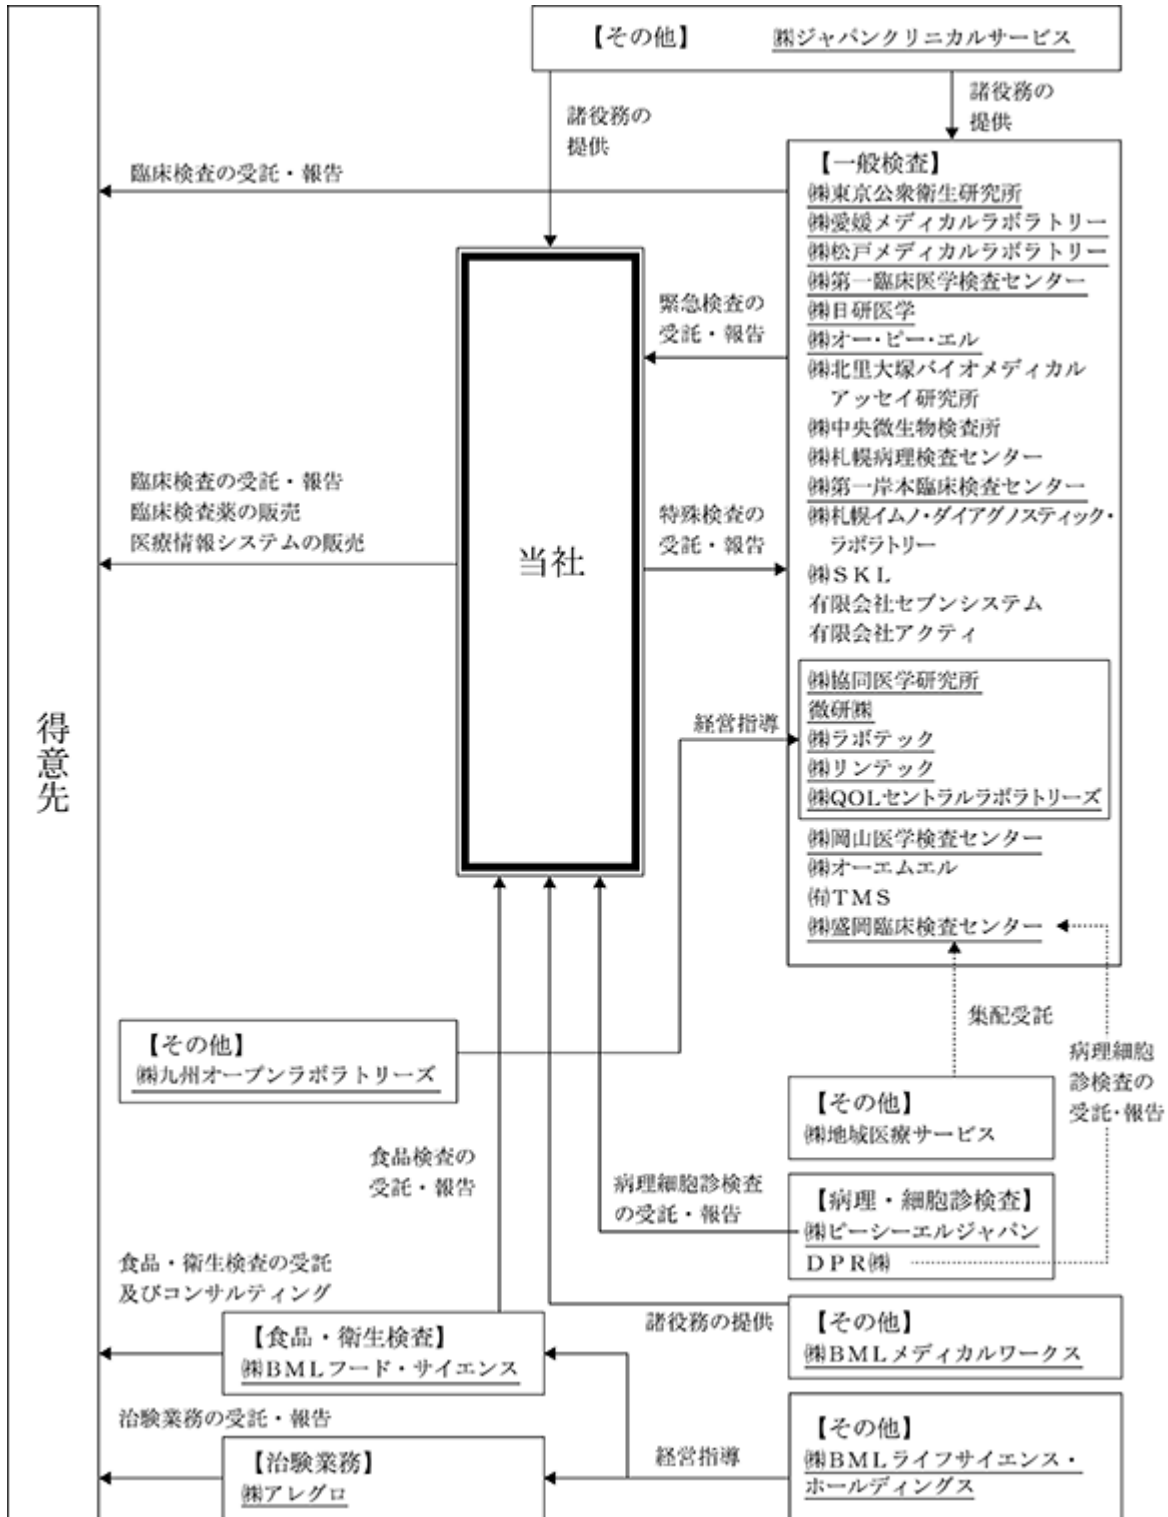 【その他】 ㈱ジャパンクリニカルサービス
諸役務の
提供
諸役務の
提供
臨床検査の受託・報告
【一般検査】
㈱東京公衆衛生研究所
㈱愛媛メディカルラボラトリー
㈱松戸メディカルラボラトリー
㈱第一臨床医学検査センター
㈱日研医学
㈱オー・ピー・エル
㈱北里大塚バイオメディカル
アッセイ研究所
㈱中央微生物検査所
㈱札幌病理検査センター
㈱第一岸本臨床検査センター
㈱札幌イムノ・ダイアグノスティック・
ラボラトリー
㈱SKL
有限会社セブンシステム
有限会社アクティ
㈱協同医学研究所
微研㈱
㈱ラボテック
㈱リンテック
㈱QOLセントラルラボラトリーズ
㈱岡山医学検査センター
㈱オーエムエル
㈲TMS
㈱盛岡臨床検査センター
緊急検査の
受託・報告
臨床検査の受託・報告
臨床検査薬の販売
医療情報システムの販売
当社
特殊検査の
受託・報告
得意先
経営指導
【その他】
㈱九州オープンラボラトリーズ
集配受託
病理細胞
診検査の
受託・報告
【その他】
㈱地域医療サービス
食品検査の
受託・報告
病理細胞診検査
の受託・報告
【病理・細胞診検査】
㈱ピーシーエルジャパン
DPR㈱
食品・衛生検査の受託
及びコンサルティング
【食品・衛生検査】
㈱BMLフード・サイエンス
諸役務の提供
【その他】
㈱BMLメディカルワークス
治験業務の受託・報告
【治験業務】
㈱アレグロ
経営指導
【その他】
㈱BMLライフサイエンス・
ホールディングス